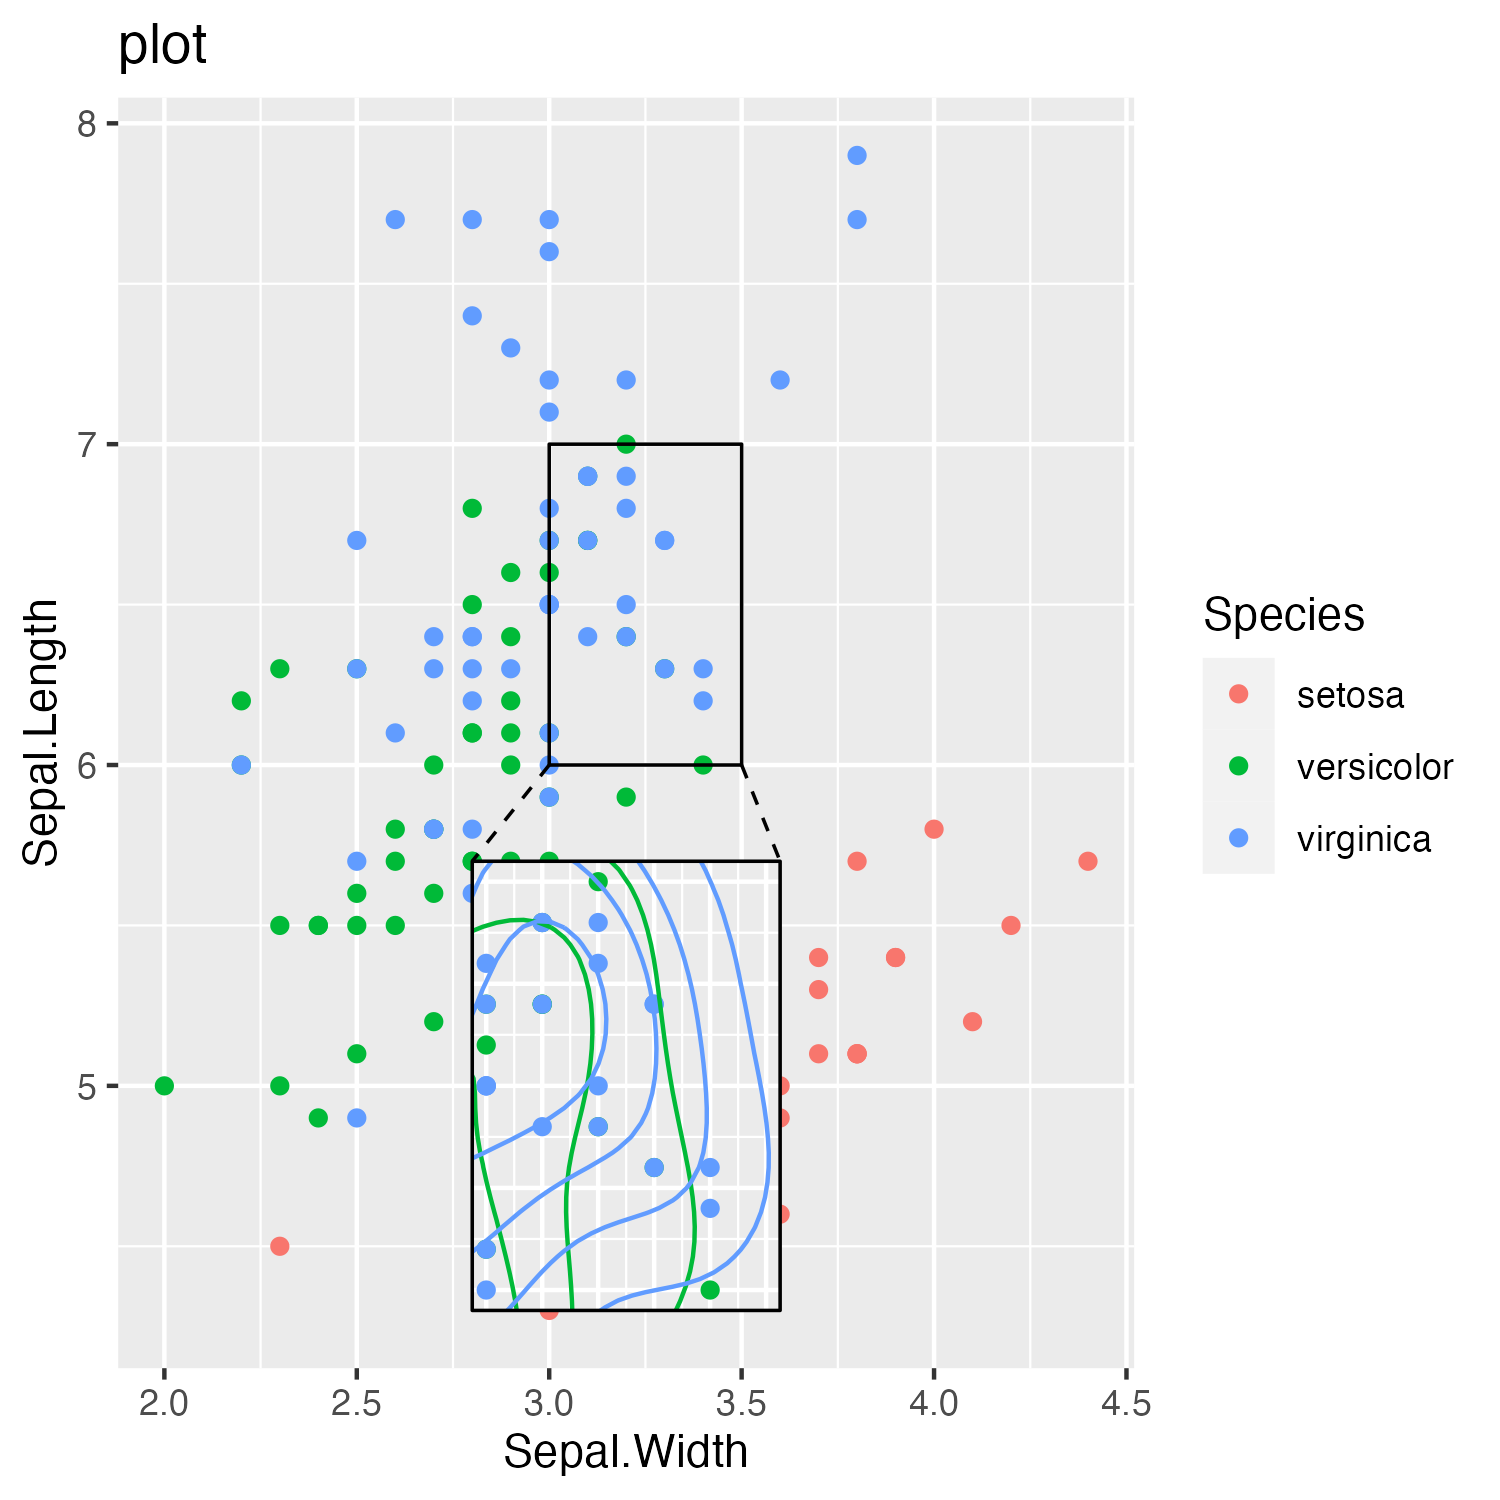 plot
Sepal.Length
8
7
6
5
2.0 2.5 3.0 3.5 4.0 4.5
Sepal.Width
Species
setosa
versicolor
virginica